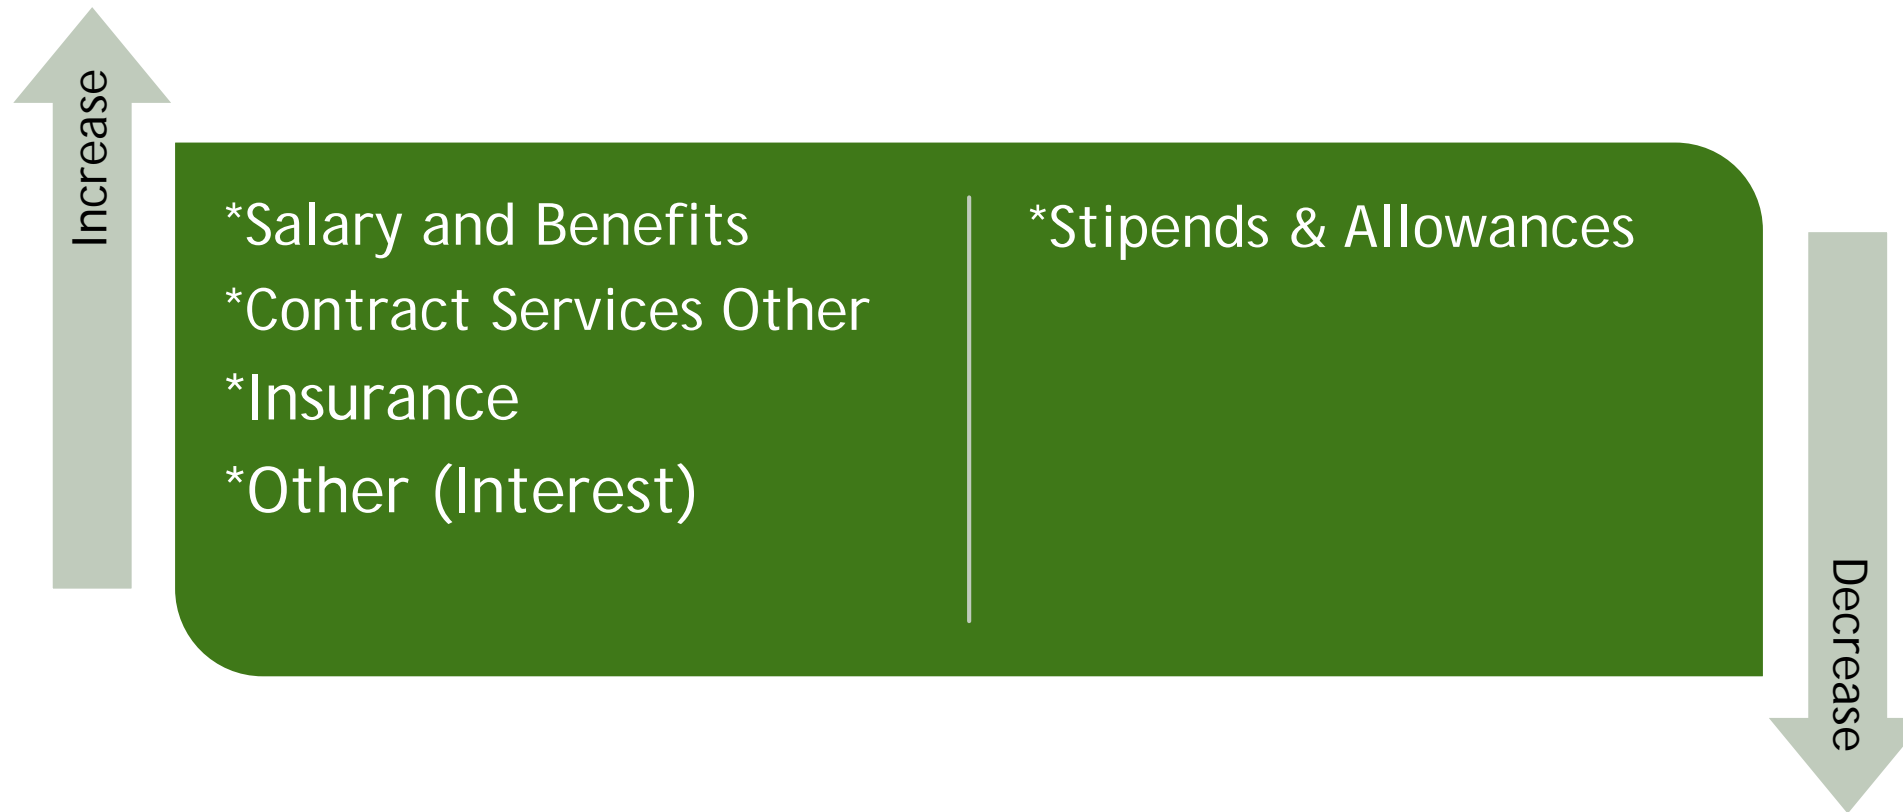 Increase
*Salary and Benefits
*Contract Services Other
*Insurance
*Other (Interest)
*Stipends & Allowances
Decrease